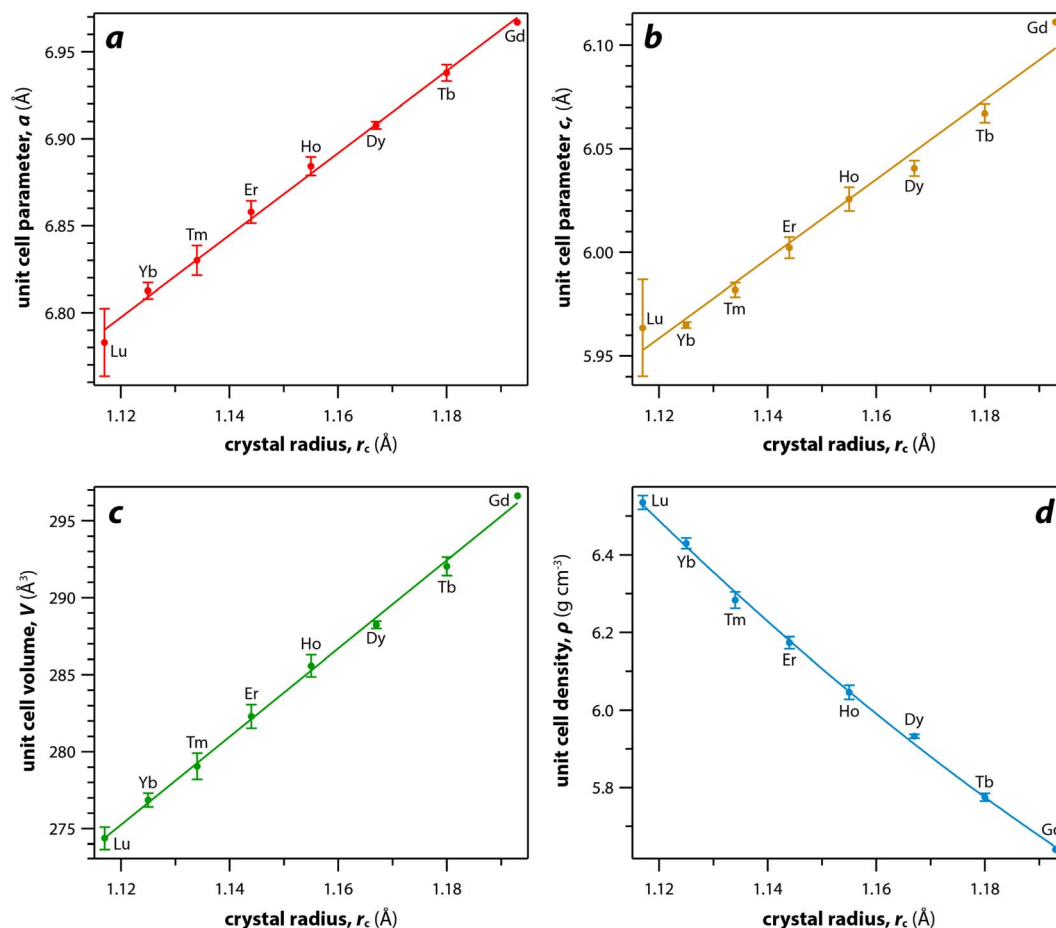 a
Gd
Tb
Dy
Ho
Er
Tm
Yb
Lu
6.95
6.90
6.85
6.80
unit cell parameter, a (Å)
1.12 1.14 1.16 1.18
crystal radius, rc (Å)
b
Gd
Tb
Dy
Ho
Er
Tm
Yb
Lu
6.10
6.05
6.00
5.95
unit cell parameter c, (Å)
1.12 1.14 1.16 1.18
crystal radius, rc (Å)
c
Gd
Tb
Dy
Ho
Er
Tm
Yb
Lu
295
290
285
280
275
unit cell volume, V (Å³)
1.12 1.14 1.16 1.18
crystal radius, rc (Å)
d
Lu
Yb
Tm
Er
Ho
Dy
Tb
6.4
6.2
6.0
5.8
unit cell density, ρ (g cm⁻³)
1.12 1.14 1.16 1.18
crystal radius, rc (Å)